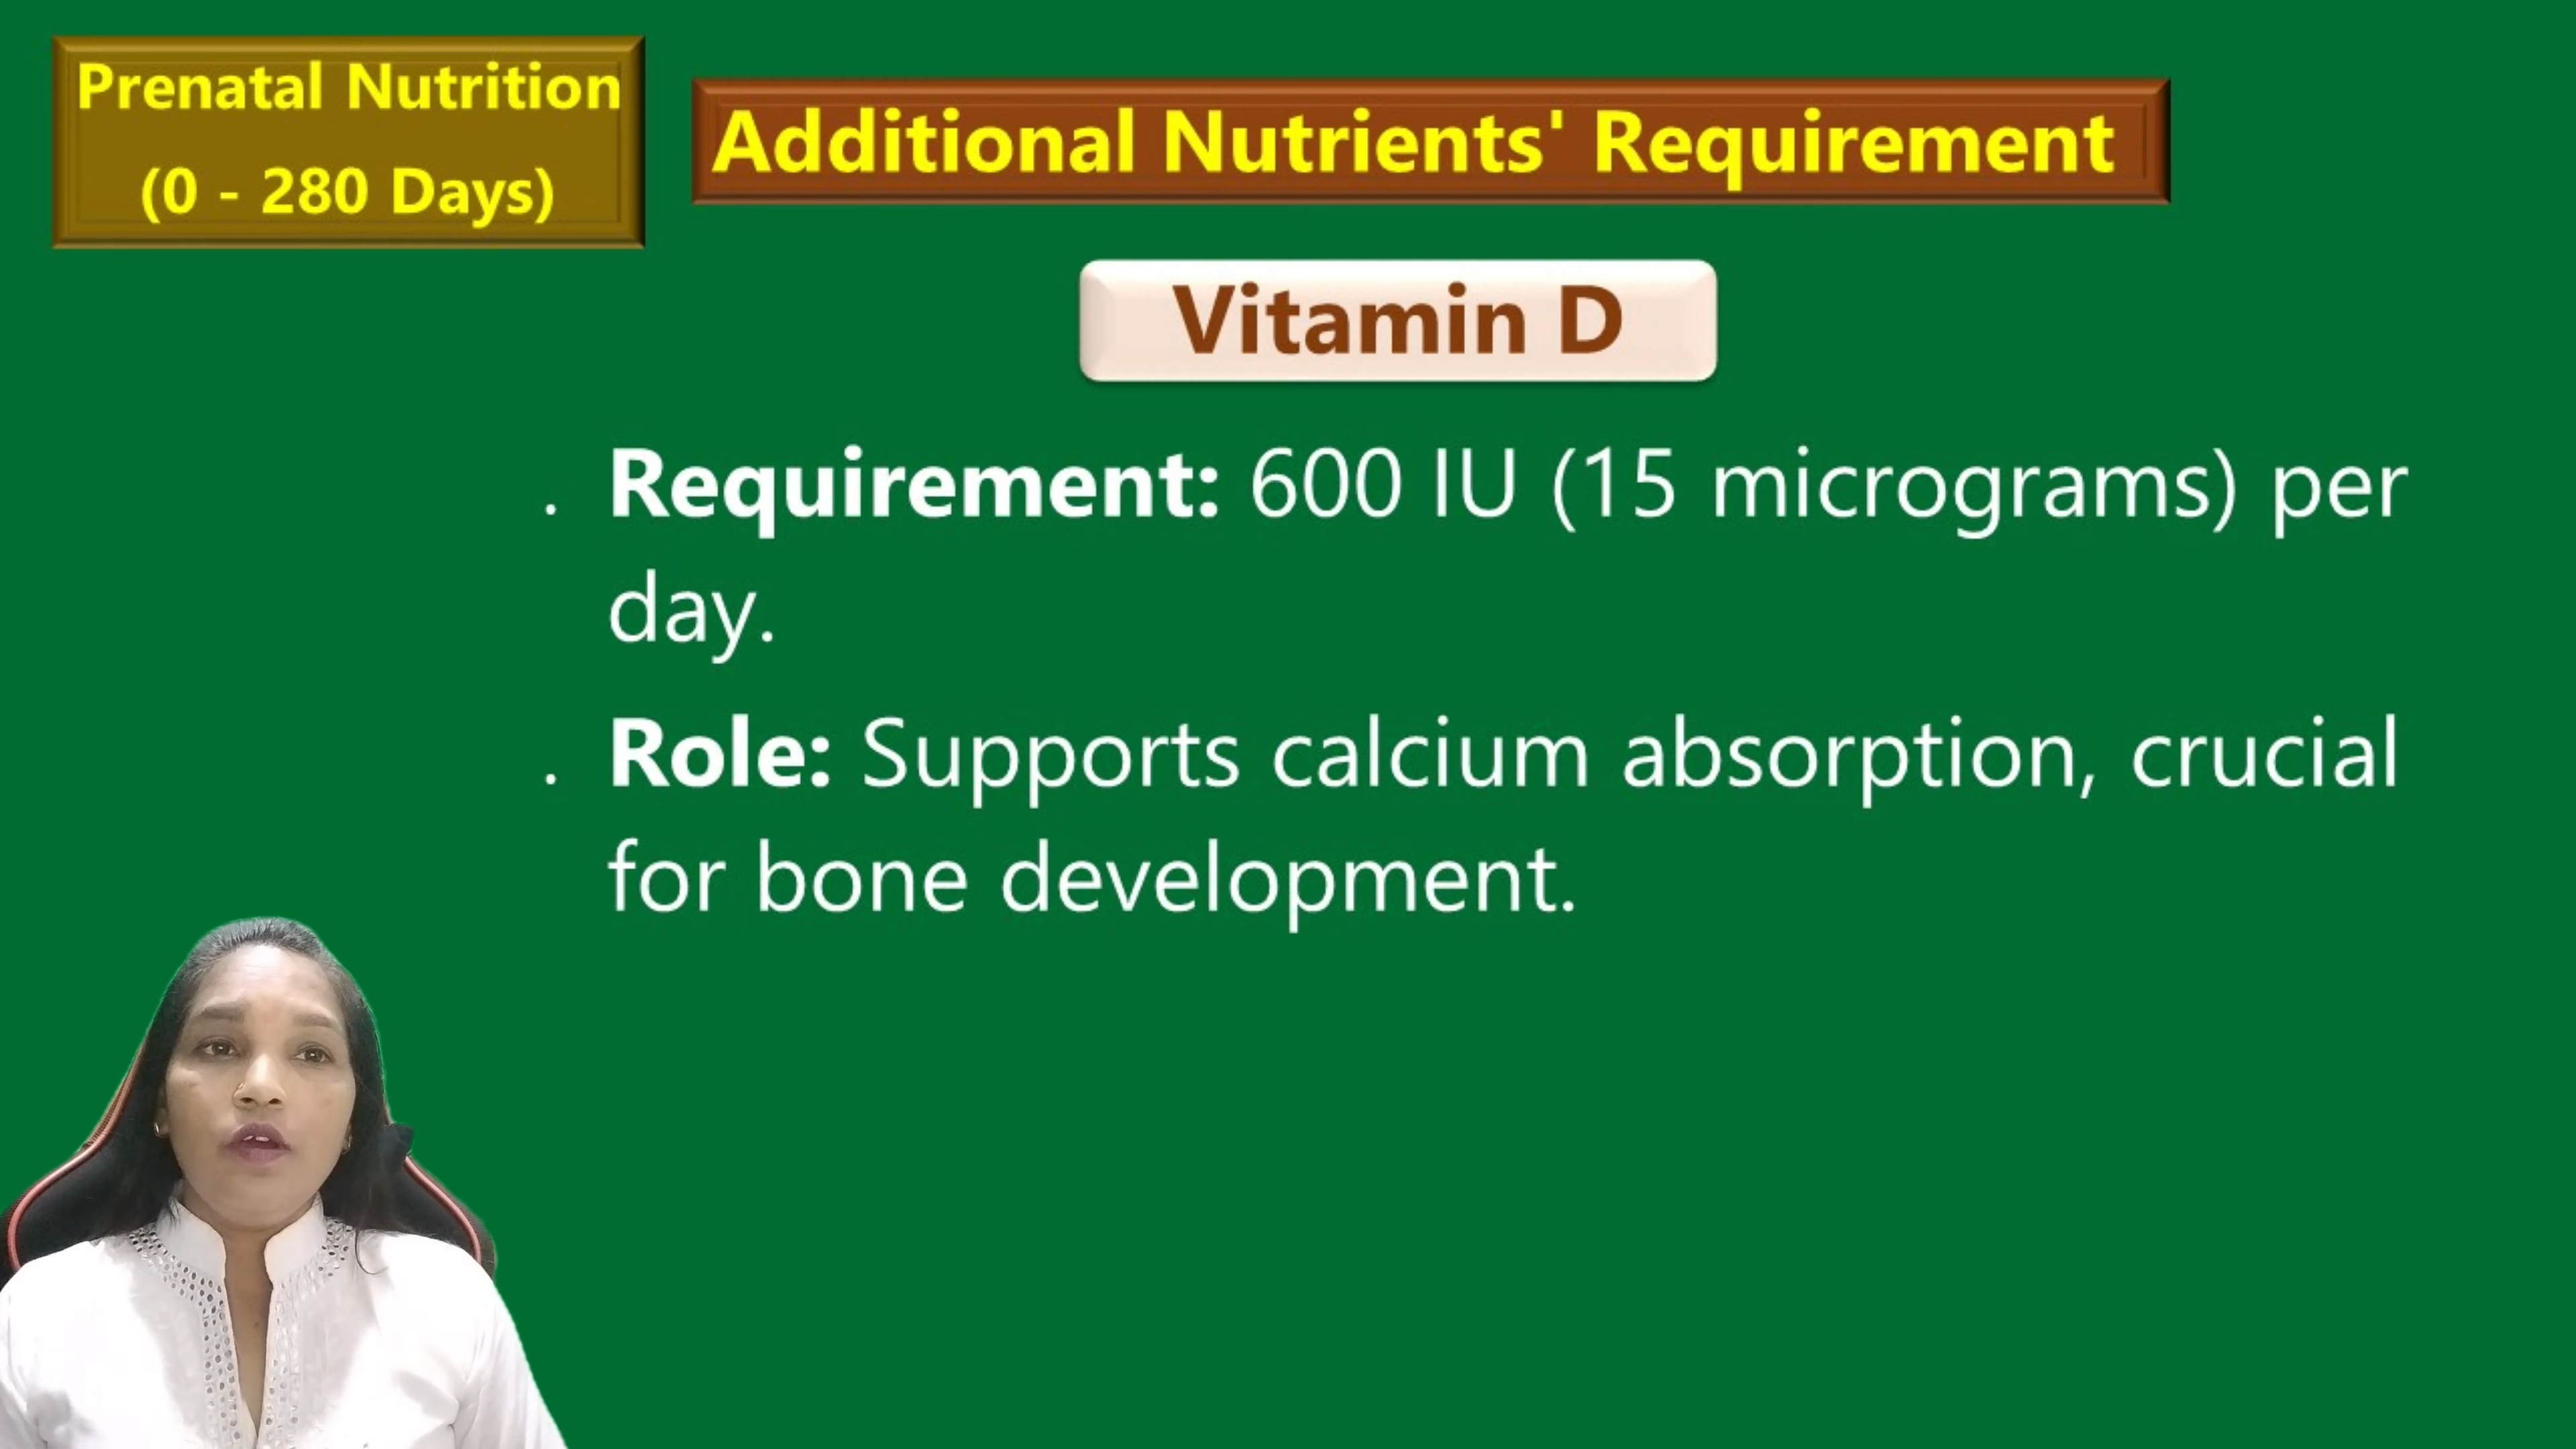 Prenatal Nutrition
(0 - 280 Days)
Additional Nutrients' Requirement
Vitamin D
. Requirement: 600 IU (15 micrograms) per
day.
. Role: Supports calcium absorption, crucial
for bone development.